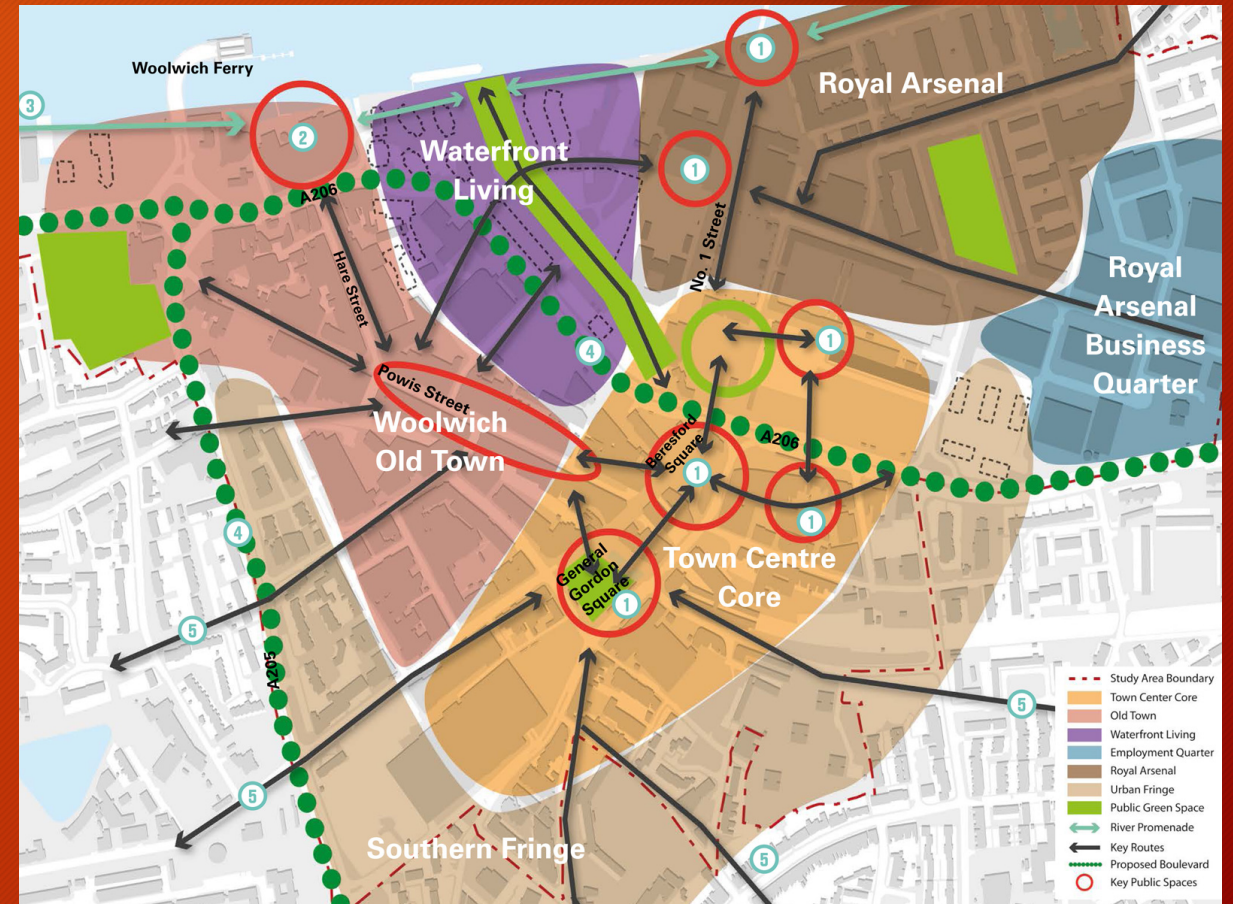 1
Woolwich Ferry
Royal Arsenal
3
2
Waterfront
Living
1
A206
No. 1 Street
Hare Street
Royal
Arsenal
Business
Quarter
1
4
Powis Street
Woolwich
Old Town
Beresford
Square
A206
1
1
4
Town Centre
Core
General
Gordon
Square
1
5
A205
5
5
Southern Fringe
5
Study Area Boundary
Town Center Core
Old Town
Waterfront Living
Employment Quarter
Royal Arsenal
Urban Fringe
Public Green Space
River Promenade
Key Routes
Proposed Boulevard
Key Public Spaces